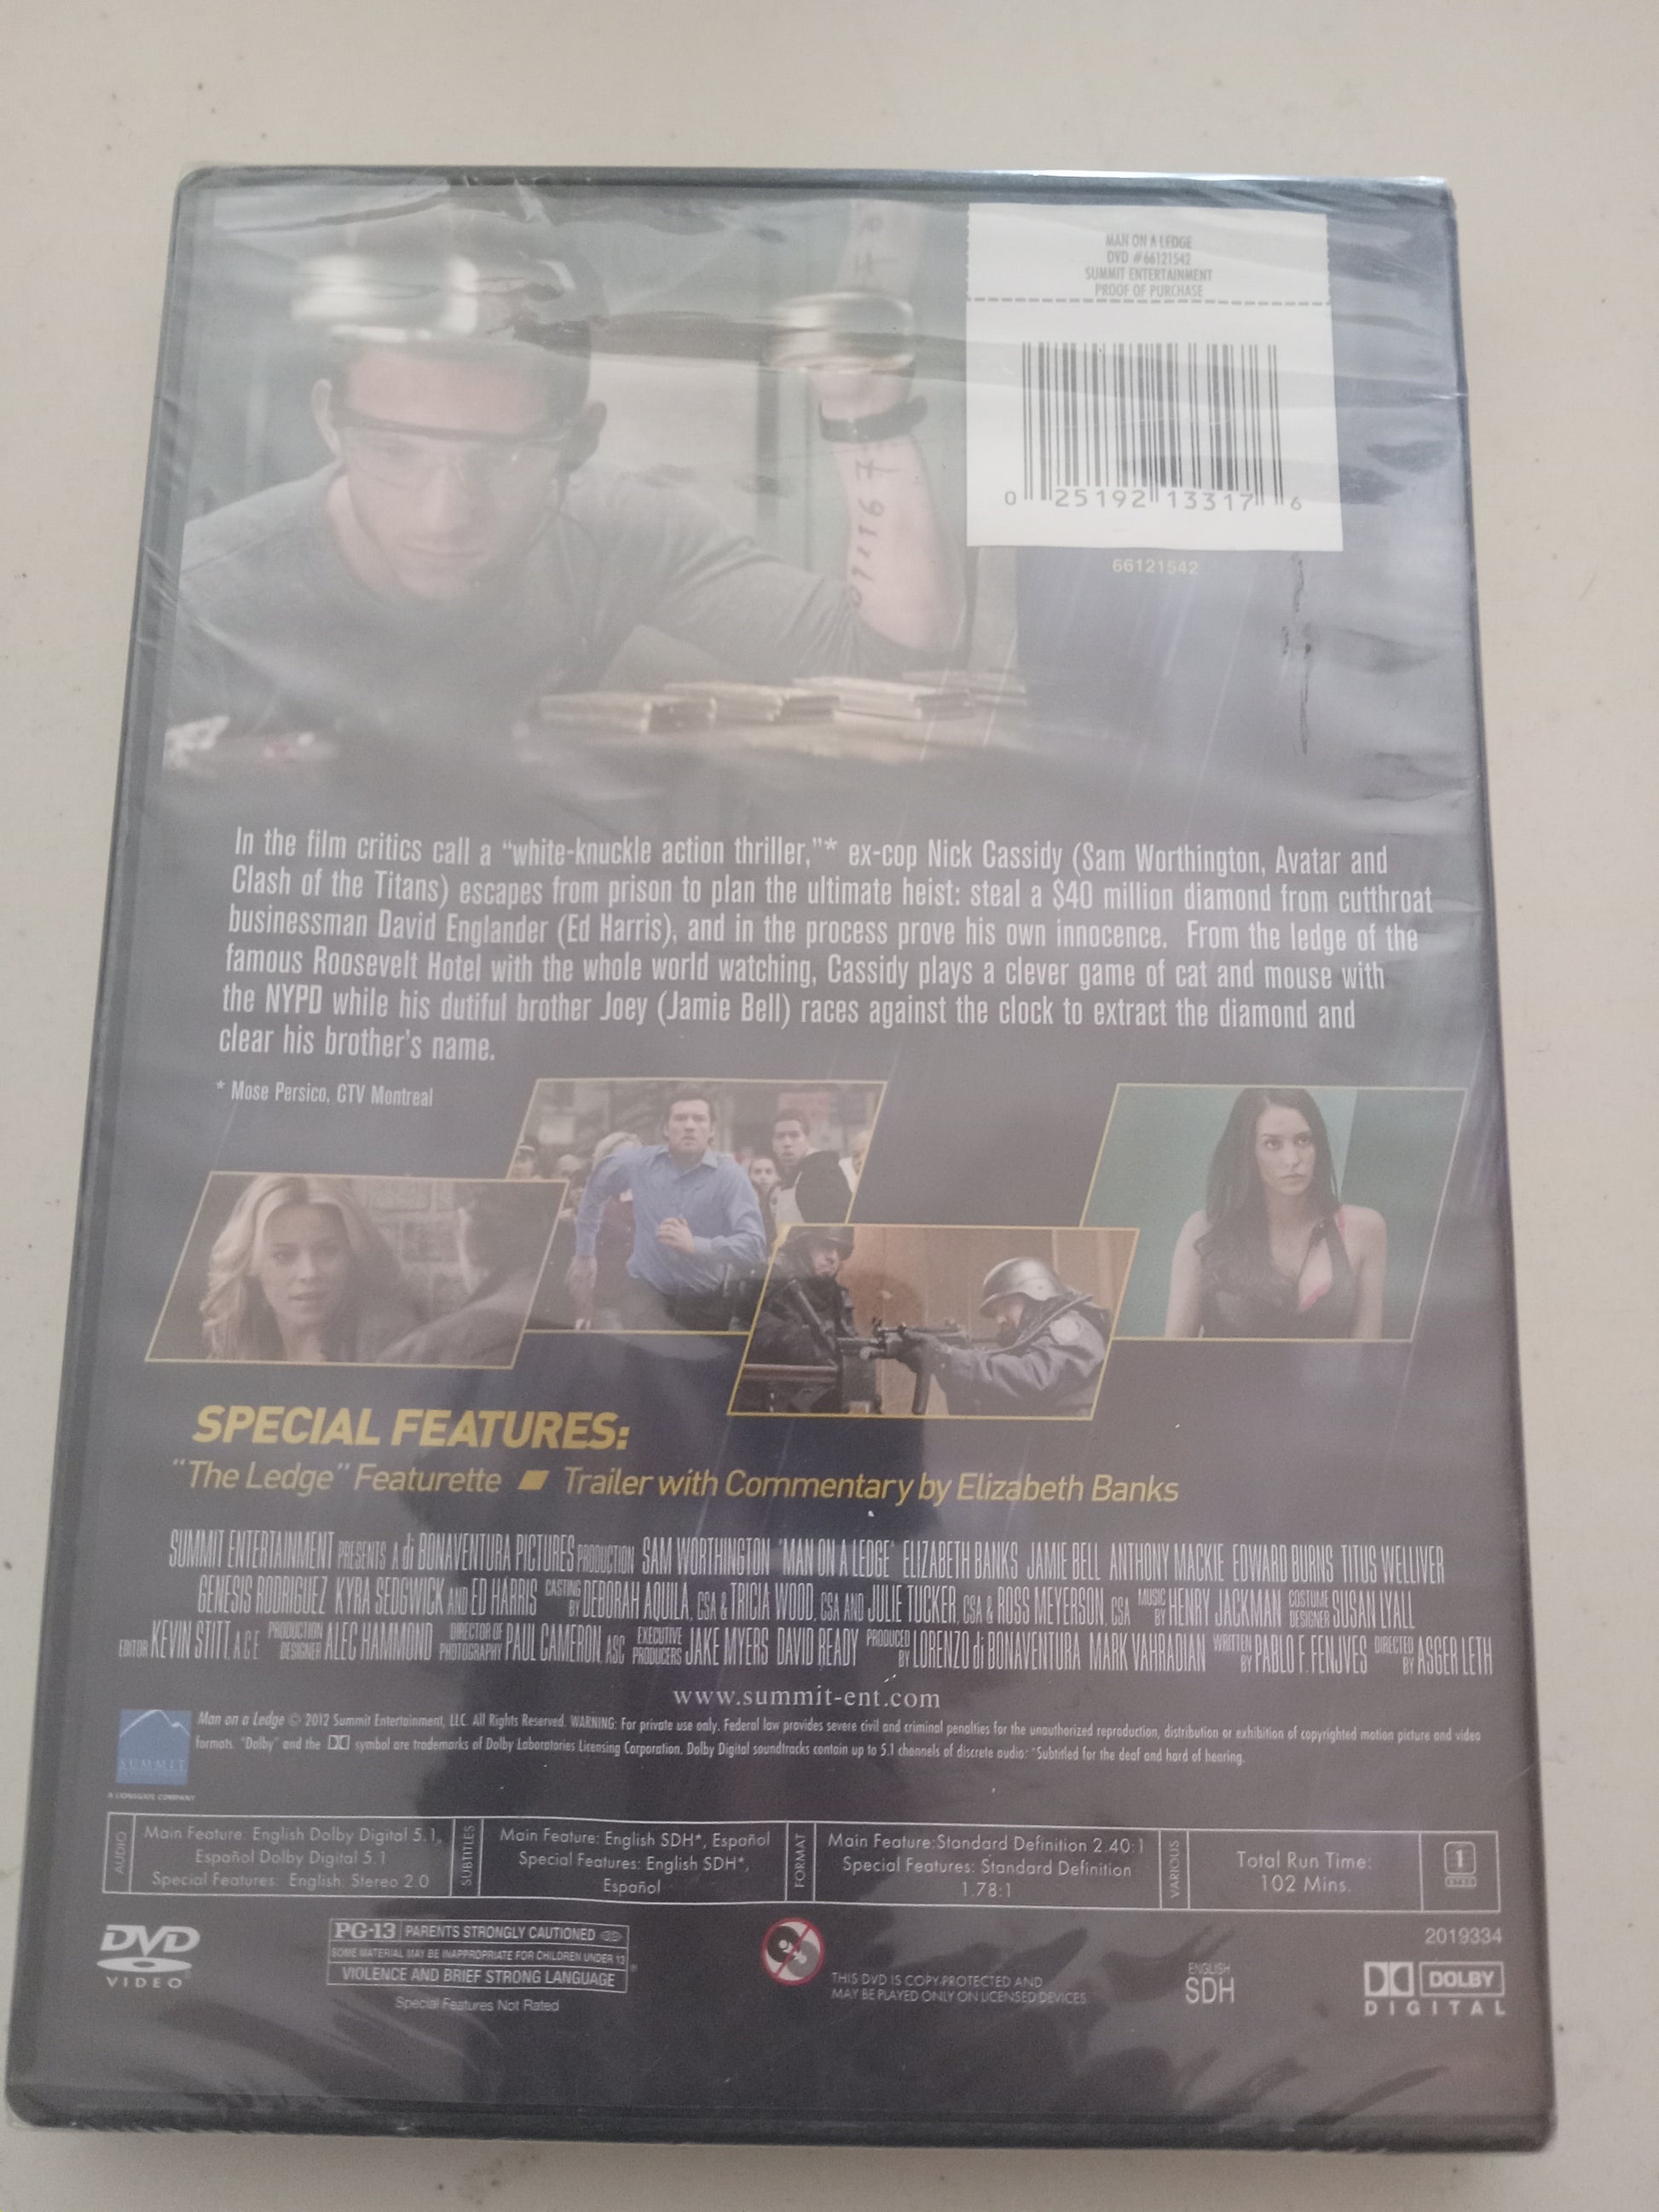 MAN ON A LEDGE
DVD #66121542
SUMMIT ENTERTAINMENT
PROOF OF PURCHASE
0 25192 13317 6
66121542
072167
In the film critics call a “white-knuckle action thriller,”* ex-cop Nick Cassidy (Sam Worthington, Avatar and
Clash of the Titans) escapes from prison to plan the ultimate heist: steal a $40 million diamond from cutthroat
businessman David Englander (Ed Harris), and in the process prove his own innocence. From the ledge of the
famous Roosevelt Hotel with the whole world watching, Cassidy plays a clever game of cat and mouse with
the NYPD while his dutiful brother Joey (Jamie Bell) races against the clock to extract the diamond and
clear his brother's name.
* Mose Persico, CTV Montreal
SPECIAL FEATURES:
“The Ledge” Featurette ▰ Trailer with Commentary by Elizabeth Banks
SUMMIT ENTERTAINMENT PRESENTS A di BONAVENTURA PICTURES PRODUCTION SAM WORTHINGTON "MAN ON A LEDGE" ELIZABETH BANKS JAMIE BELL ANTHONY MACKIE EDWARD BURNS TITUS WELLIVER
GENESIS RODRIGUEZ KYRA SEDGWICK AND ED HARRIS CASTING BY DEBORAH AQUILA, CSA & TRICIA WOOD, CSA AND JULIE TUCKER, CSA & ROSS MEYERSON, CSA MUSIC BY HENRY JACKMAN COSTUME DESIGNER SUSAN LYALL
EDITOR KEVIN STITT, A.C.E PRODUCTION DESIGNER ALEC HAMMOND DIRECTOR OF PHOTOGRAPHY PAUL CAMERON, ASC EXECUTIVE PRODUCERS JAKE MYERS DAVID READY PRODUCED BY LORENZO di BONAVENTURA MARK VAHRADIAN WRITTEN BY PABLO F. FENJVES DIRECTED BY ASGER LETH
www.summit-ent.com
Man on a Ledge © 2012 Summit Entertainment, LLC. All Rights Reserved. WARNING: For private use only. Federal law provides severe civil and criminal penalties for the unauthorized reproduction, distribution or exhibition of copyrighted motion picture and video
formats. "Dolby" and the DD symbol are trademarks of Dolby Laboratories Licensing Corporation. Dolby Digital soundtracks contain up to 5.1 channels of discrete audio. *Subtitled for the deaf and hard of hearing.
SUMMIT
A LIONSGATE COMPANY
AUDIO
Main Feature: English Dolby Digital 5.1,
Español Dolby Digital 5.1
Special Features: English: Stereo 2.0
SUBTITLES
Main Feature: English SDH*, Español
Special Features: English SDH*,
Español
FORMAT
Main Feature:Standard Definition 2.40:1
Special Features: Standard Definition
1.78:1
VARIOUS
Total Run Time:
102 Mins.
1
DVD
VIDEO
PG-13 PARENTS STRONGLY CAUTIONED
SOME MATERIAL MAY BE INAPPROPRIATE FOR CHILDREN UNDER 13
VIOLENCE AND BRIEF STRONG LANGUAGE
Special Features Not Rated
THIS DVD IS COPY-PROTECTED AND
MAY BE PLAYED ONLY ON LICENSED DEVICES
ENGLISH
SDH
2019334
DOLBY
DIGITAL